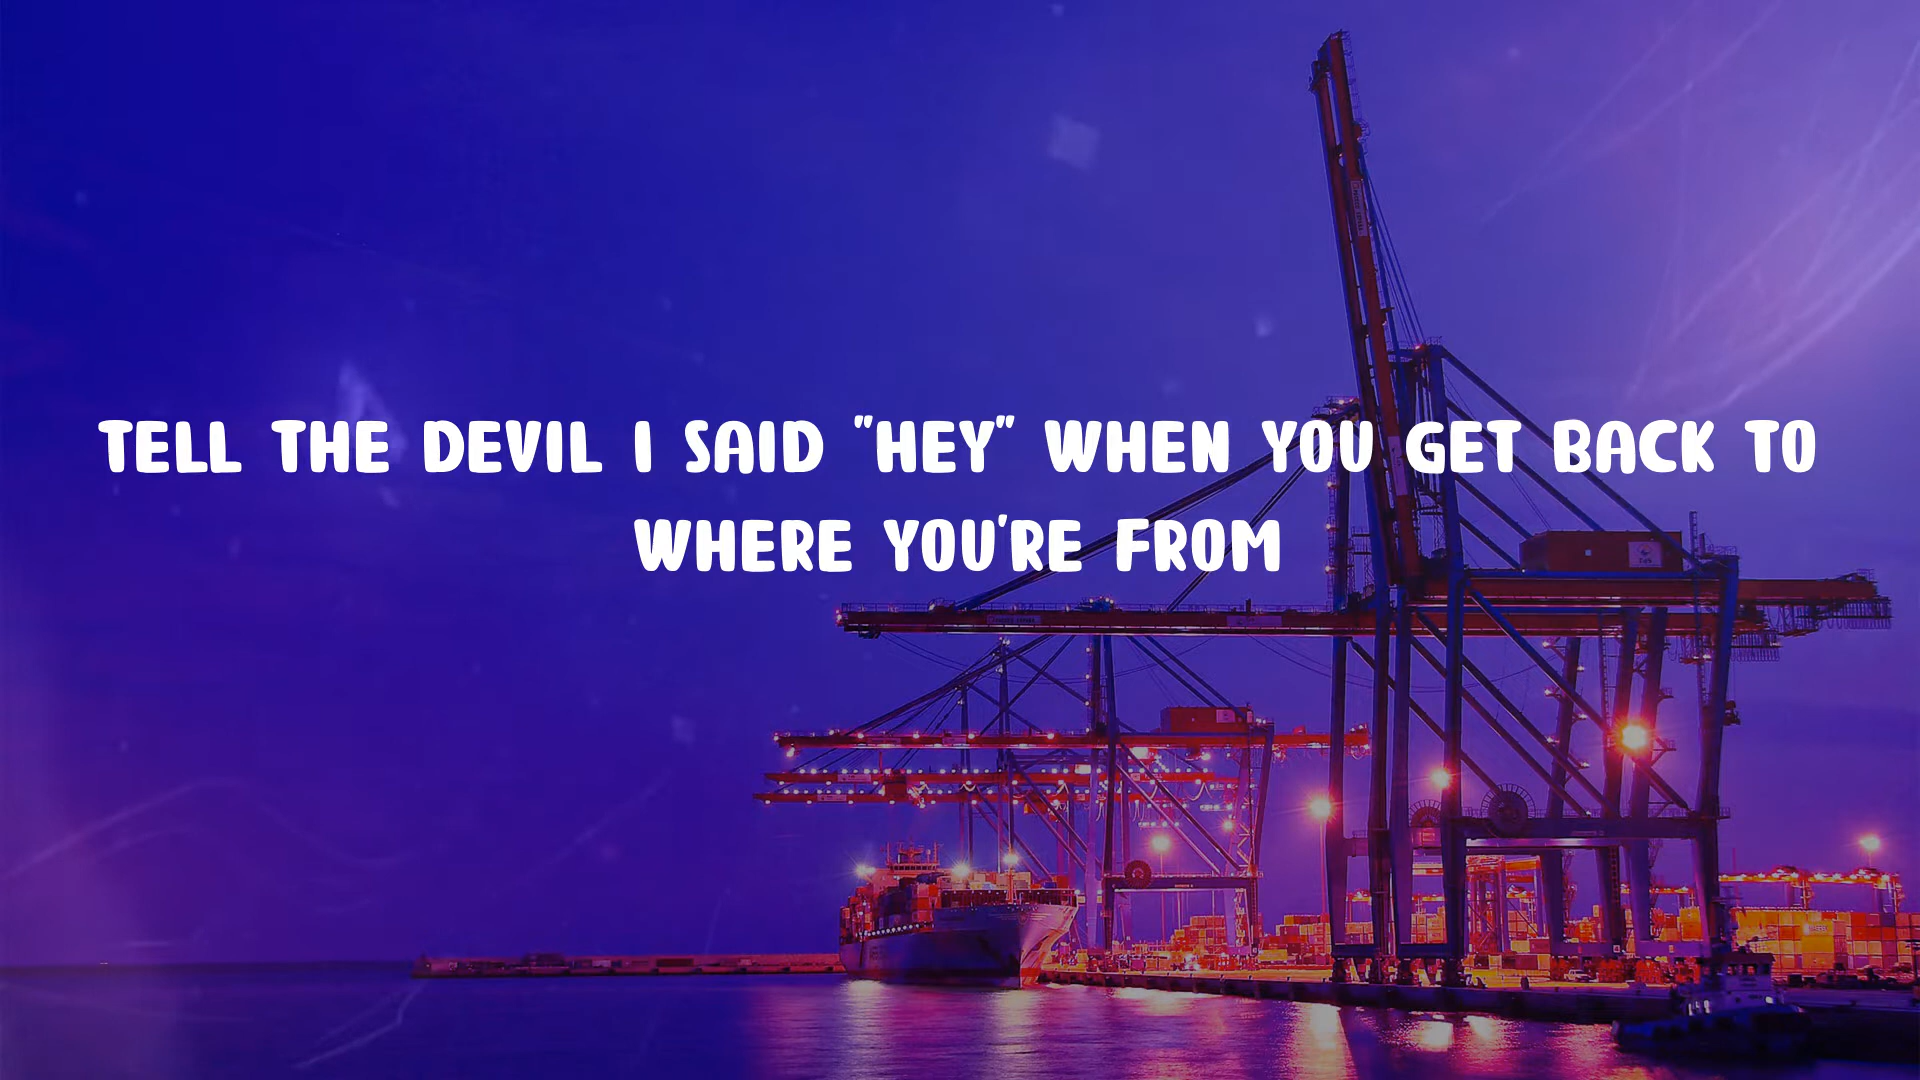 TELL THE DEVIL I SAID "HEY" WHEN YOU GET BACK TO
WHERE YOU'RE FROM